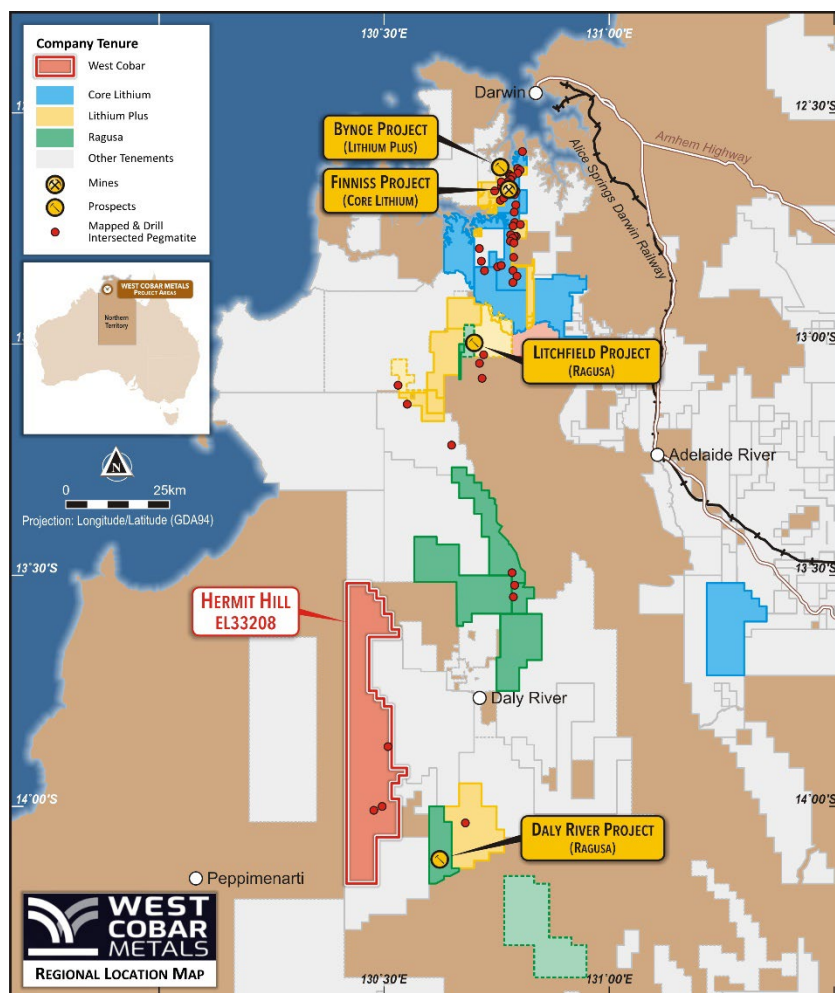 Company Tenure
West Cobar
Core Lithium
Lithium Plus
Ragusa
Other Tenements
Mines
Prospects
Mapped & Drill
Intersected Pegmatite
WEST COBAR METALS
PROJECT AREAS
Northern
Territory
N
0 25km
Projection: Longitude/Latitude (GDA94)
130°30'E
131°00'E
Darwin
12°30'S
Arnhem Highway
Alice Springs Darwin Railway
BYNOE PROJECT
(LITHIUM PLUS)
FINNISS PROJECT
(CORE LITHIUM)
13°00'S
LITCHFIELD PROJECT
(RAGUSA)
Adelaide River
13°30'S
HERMIT HILL
EL33208
Daly River
14°00'S
14°00'S
DALY RIVER PROJECT
(RAGUSA)
Peppimenarti
WEST
COBAR
METALS
REGIONAL LOCATION MAP
130°30'E
131°00'E